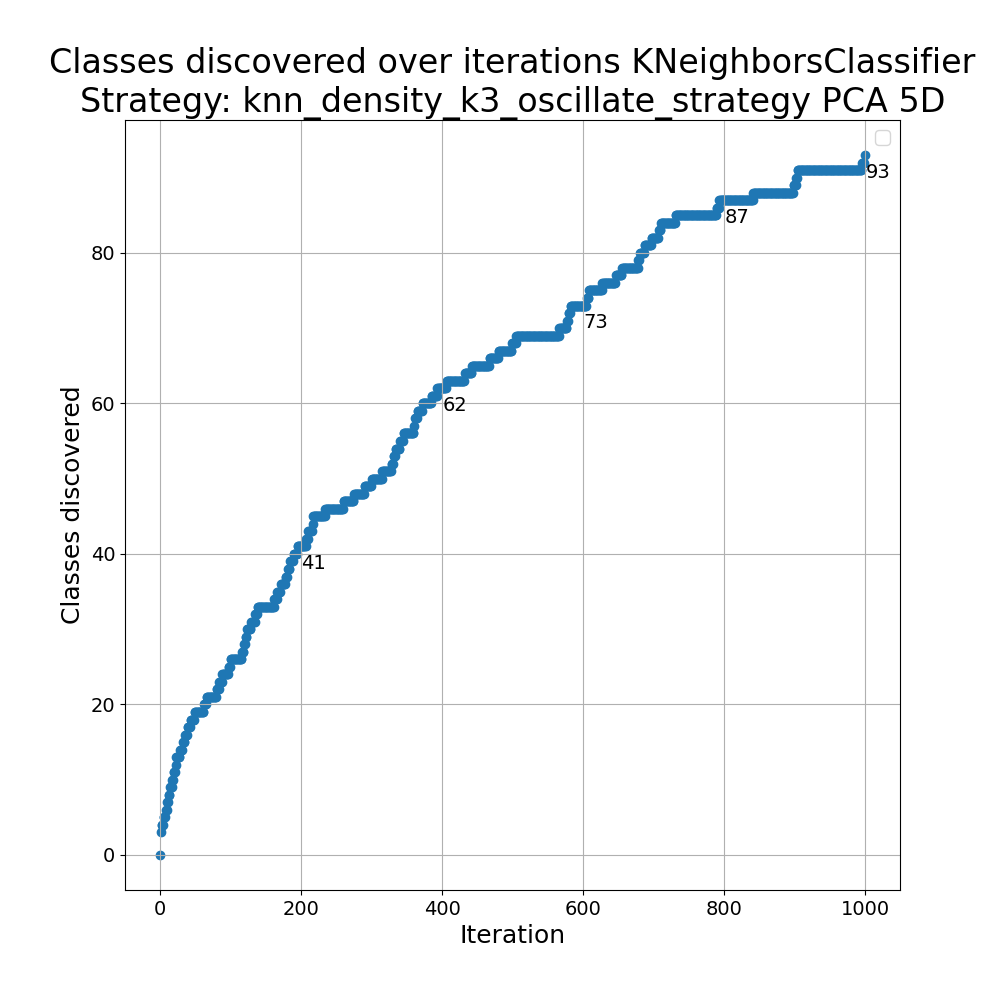 Classes discovered over iterations KNeighborsClassifier
Strategy: knn_density_k3_oscillate_strategy PCA 5D
93
87
80
73
62
60
Classes discovered
41
40
20
0
0 200 400 600 800 1000
Iteration